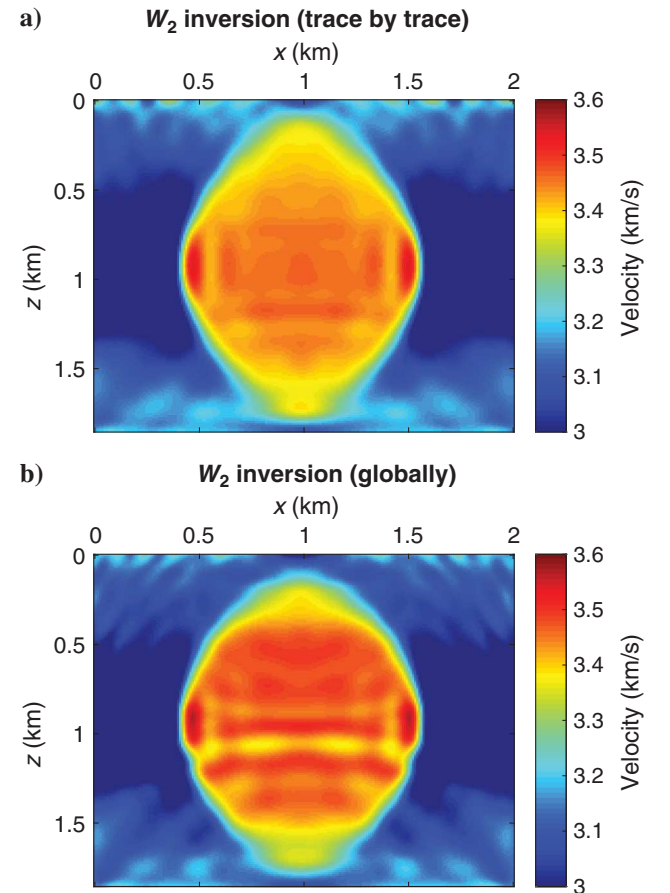 a)
W2 inversion (trace by trace)
x (km)
0 0.5 1 1.5 2
0
0.5
1
1.5
z (km)
3.6
3.5
3.4
3.3
3.2
3.1
3
Velocity (km/s)
b)
W2 inversion (globally)
x (km)
0 0.5 1 1.5 2
0
0.5
1
1.5
z (km)
3.6
3.5
3.4
3.3
3.2
3.1
3
Velocity (km/s)